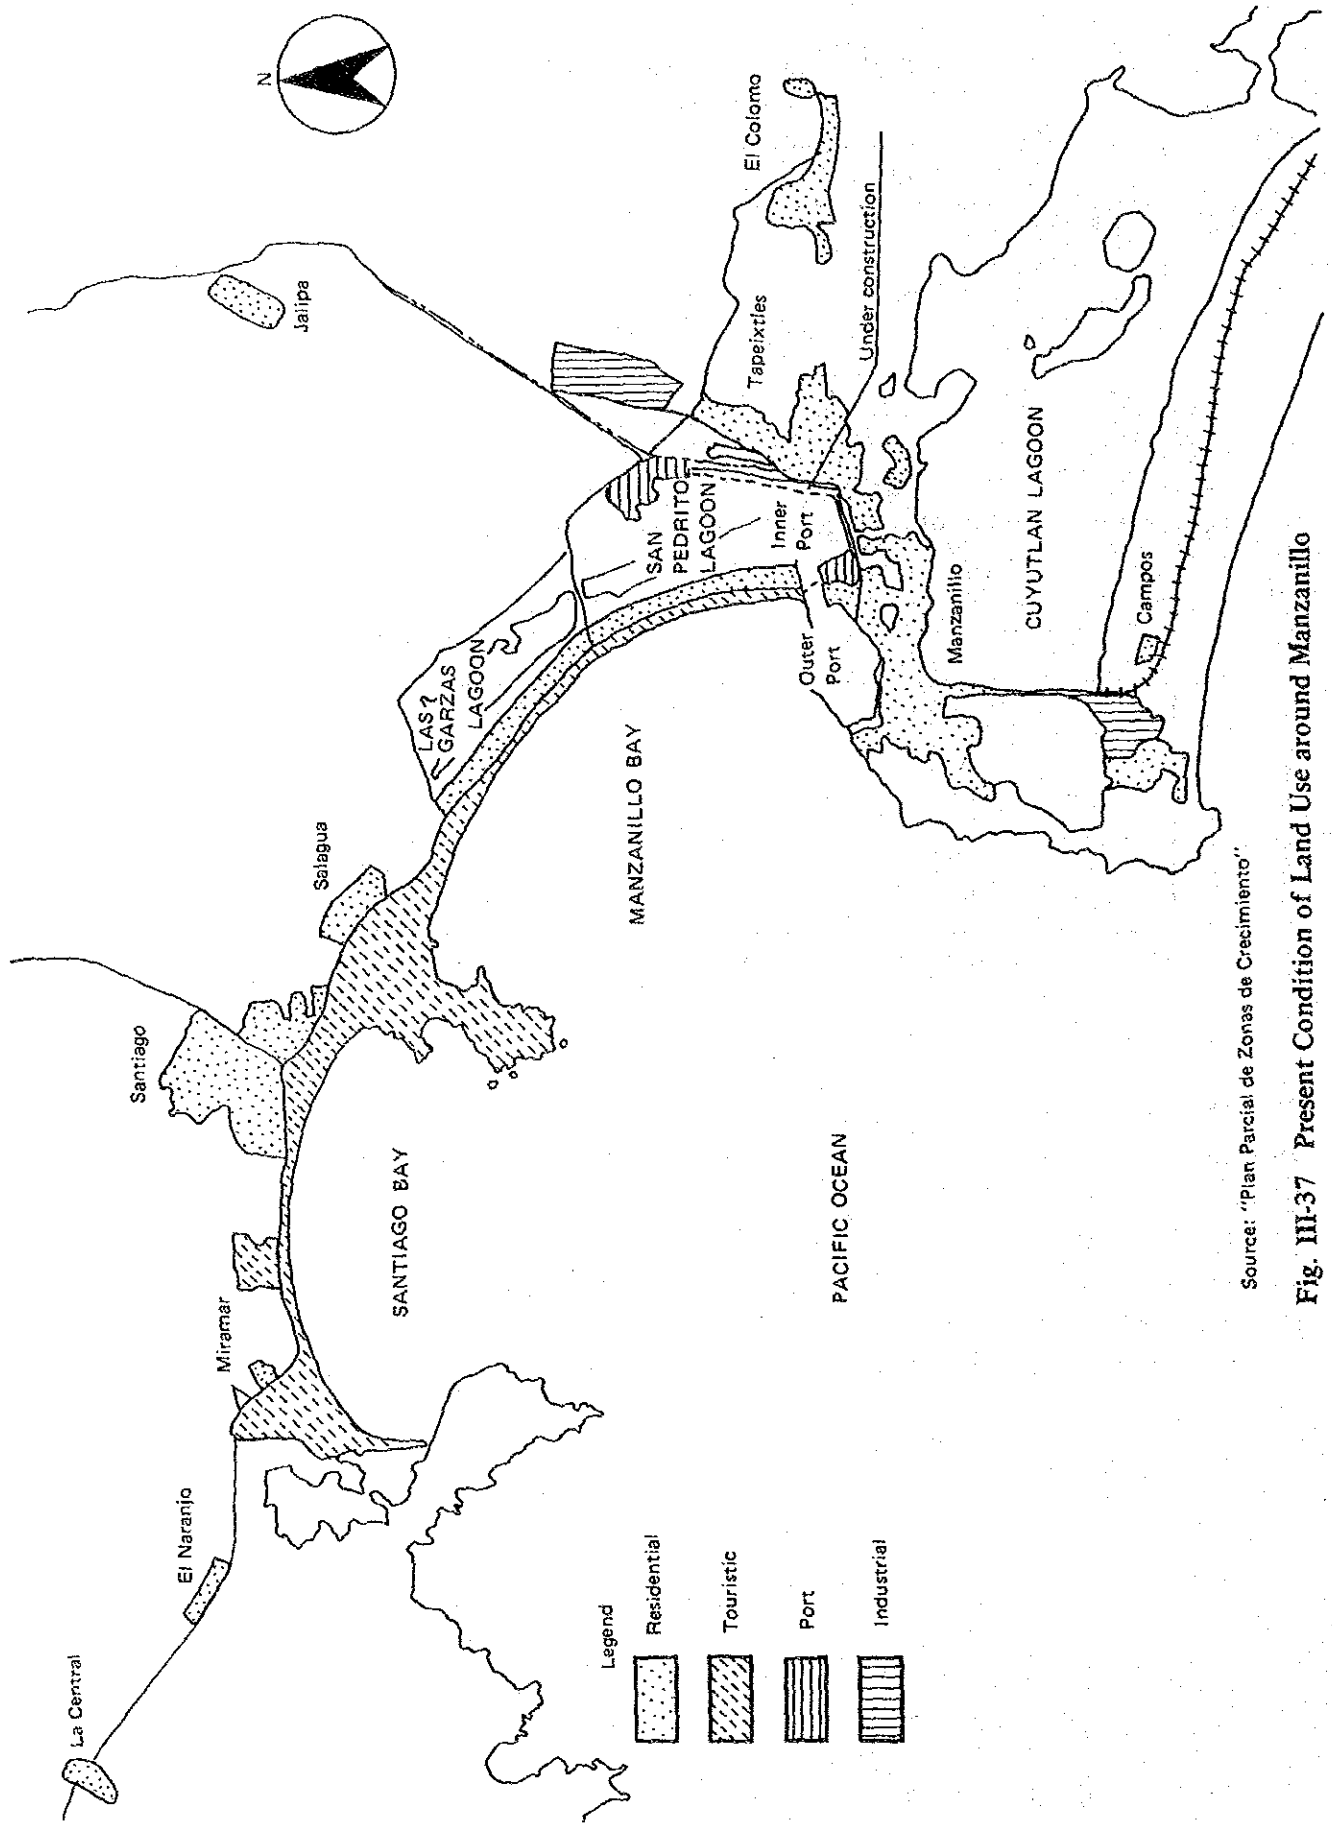 N
La Central
El Naranjo
Miramar
Santiago
Salagua
Jalipa
LAS ?
GARZAS
LAGOON
SAN
PEDRITO
LAGOON
Inner
Port
Outer
Port
Tapeixtles
El Colomo
Under construction
SANTIAGO BAY
MANZANILLO BAY
PACIFIC OCEAN
Manzanillo
CUYUTLAN LAGOON
Campos
Legend
Residential
Touristic
Port
Industrial
Source: "Plan Parcial de Zonas de Crecimiento"
Fig. III-37 Present Condition of Land Use around Manzanillo